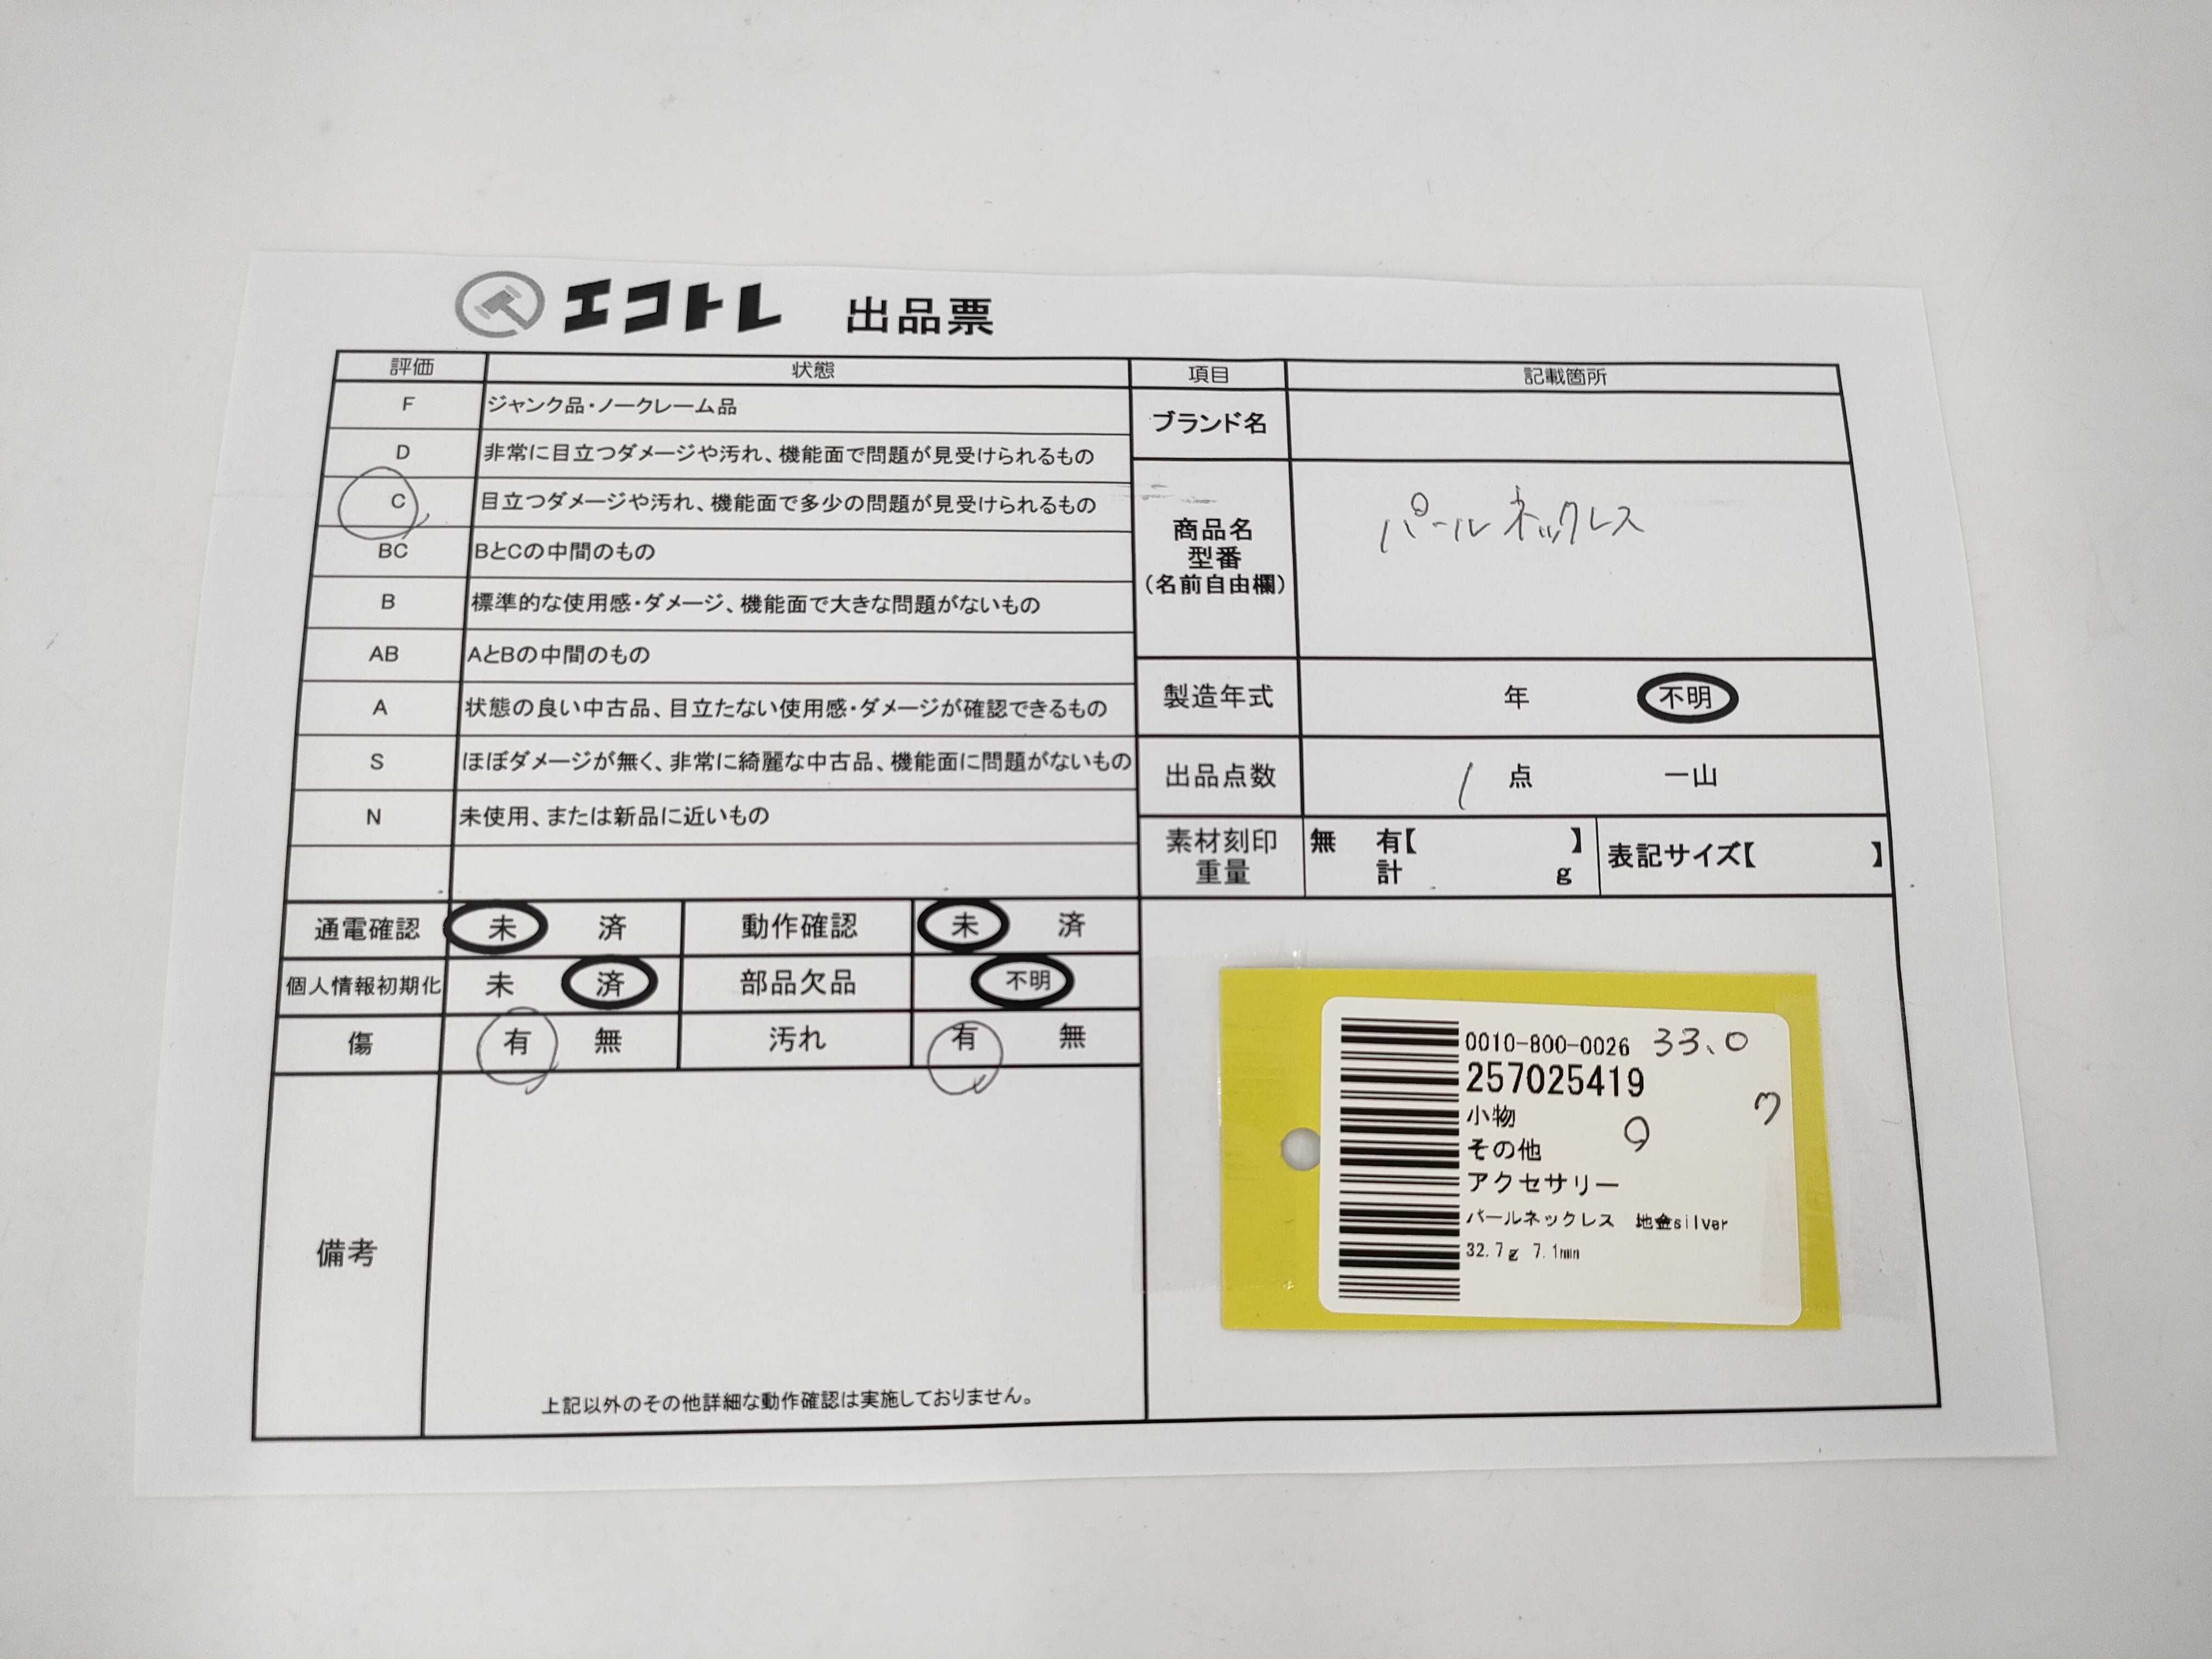 エコトレ 出品票
評価 状態 項目 記載箇所
F ジャンク品・ノークレーム品
D 非常に目立つダメージや汚れ、機能面で問題が見受けられるもの
C 目立つダメージや汚れ、機能面で多少の問題が見受けられるもの
BC BとCの中間のもの
B 標準的な使用感・ダメージ、機能面で大きな問題がないもの
AB AとBの中間のもの
A 状態の良い中古品、目立たない使用感・ダメージが確認できるもの
S ほぼダメージが無く、非常に綺麗な中古品、機能面に問題がないもの
N 未使用、または新品に近いもの
ブランド名
商品名
型番
(名前自由欄)
パールネックレス
製造年式 年 不明
出品点数 1 点 一山
素材刻印 無 有【 】
重量 計 g
表記サイズ【 】
通電確認 未 済 動作確認 未 済
個人情報初期化 未 済 部品欠品 不明
傷 有 無 汚れ 有 無
備考
上記以外のその他詳細な動作確認は実施しておりません。
0010-800-0026 33.0
257025419
小物
その他
アクセサリー
パールネックレス 地金silver
32.7g 7.1mm